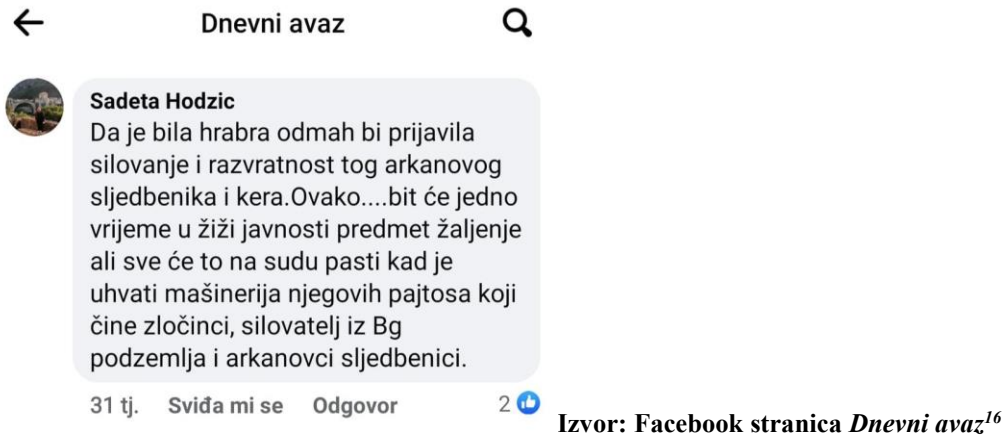 Dnevni avaz
Sadeta Hodzic
Da je bila hrabra odmah bi prijavila
silovanje i razvratnost tog arkanovog
sljedbenika i kera.Ovako....bit će jedno
vrijeme u žiži javnosti predmet žaljenje
ali sve će to na sudu pasti kad je
uhvati mašinerija njegovih pajtosa koji
čine zločinci, silovatelj iz Bg
podzemlja i arkanovci sljedbenici.
31 tj. Sviđa mi se Odgovor 2
Izvor: Facebook stranica Dnevni avaz16